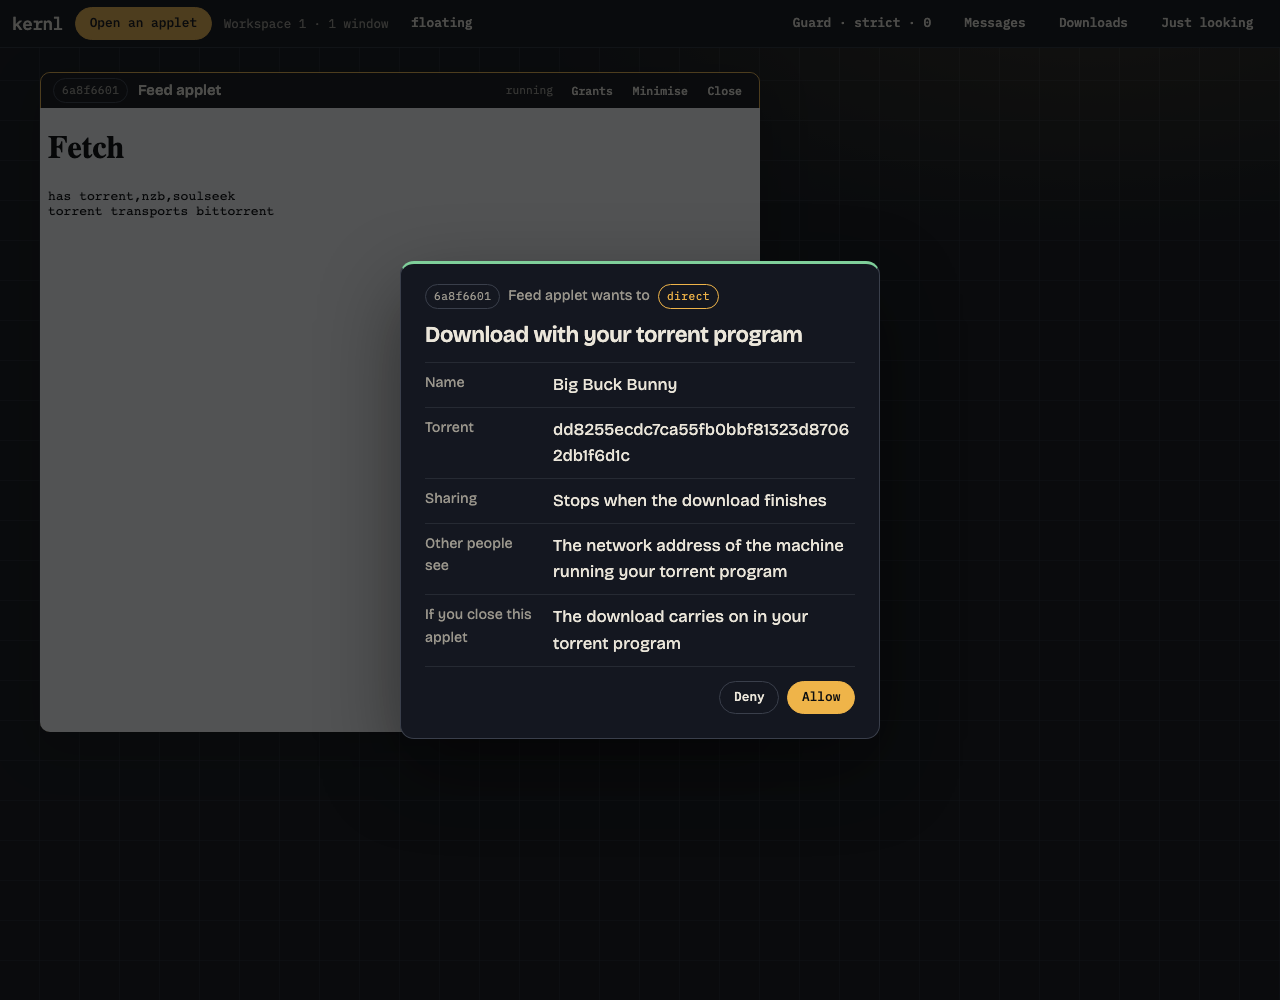 kernl
Open an applet
Workspace 1 · 1 window
floating
Guard · strict · 0
Messages
Downloads
Just looking
6a8f6601
Feed applet
running
Grants
Minimise
Close
Fetch
has torrent,nzb,soulseek
torrent transports bittorrent
6a8f6601
Feed applet wants to
direct
Download with your torrent program
Name
Big Buck Bunny
Torrent
dd8255ecdc7ca55fb0bbf81323d8706
2db1f6d1c
Sharing
Stops when the download finishes
Other people
see
The network address of the machine
running your torrent program
If you close this
applet
The download carries on in your
torrent program
Deny
Allow